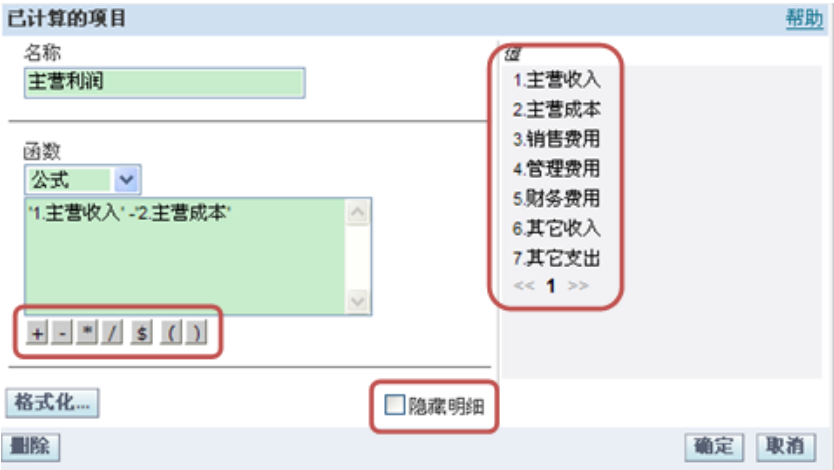 已计算的项目 帮助
名称
主营利润
函数
公式
'1.主营收入' -'2.主营成本'
+ - * / $ ( )
格式化...
隐藏明细
值
1.主营收入
2.主营成本
3.销售费用
4.管理费用
5.财务费用
6.其它收入
7.其它支出
<< 1 >>
删除 确定 取消